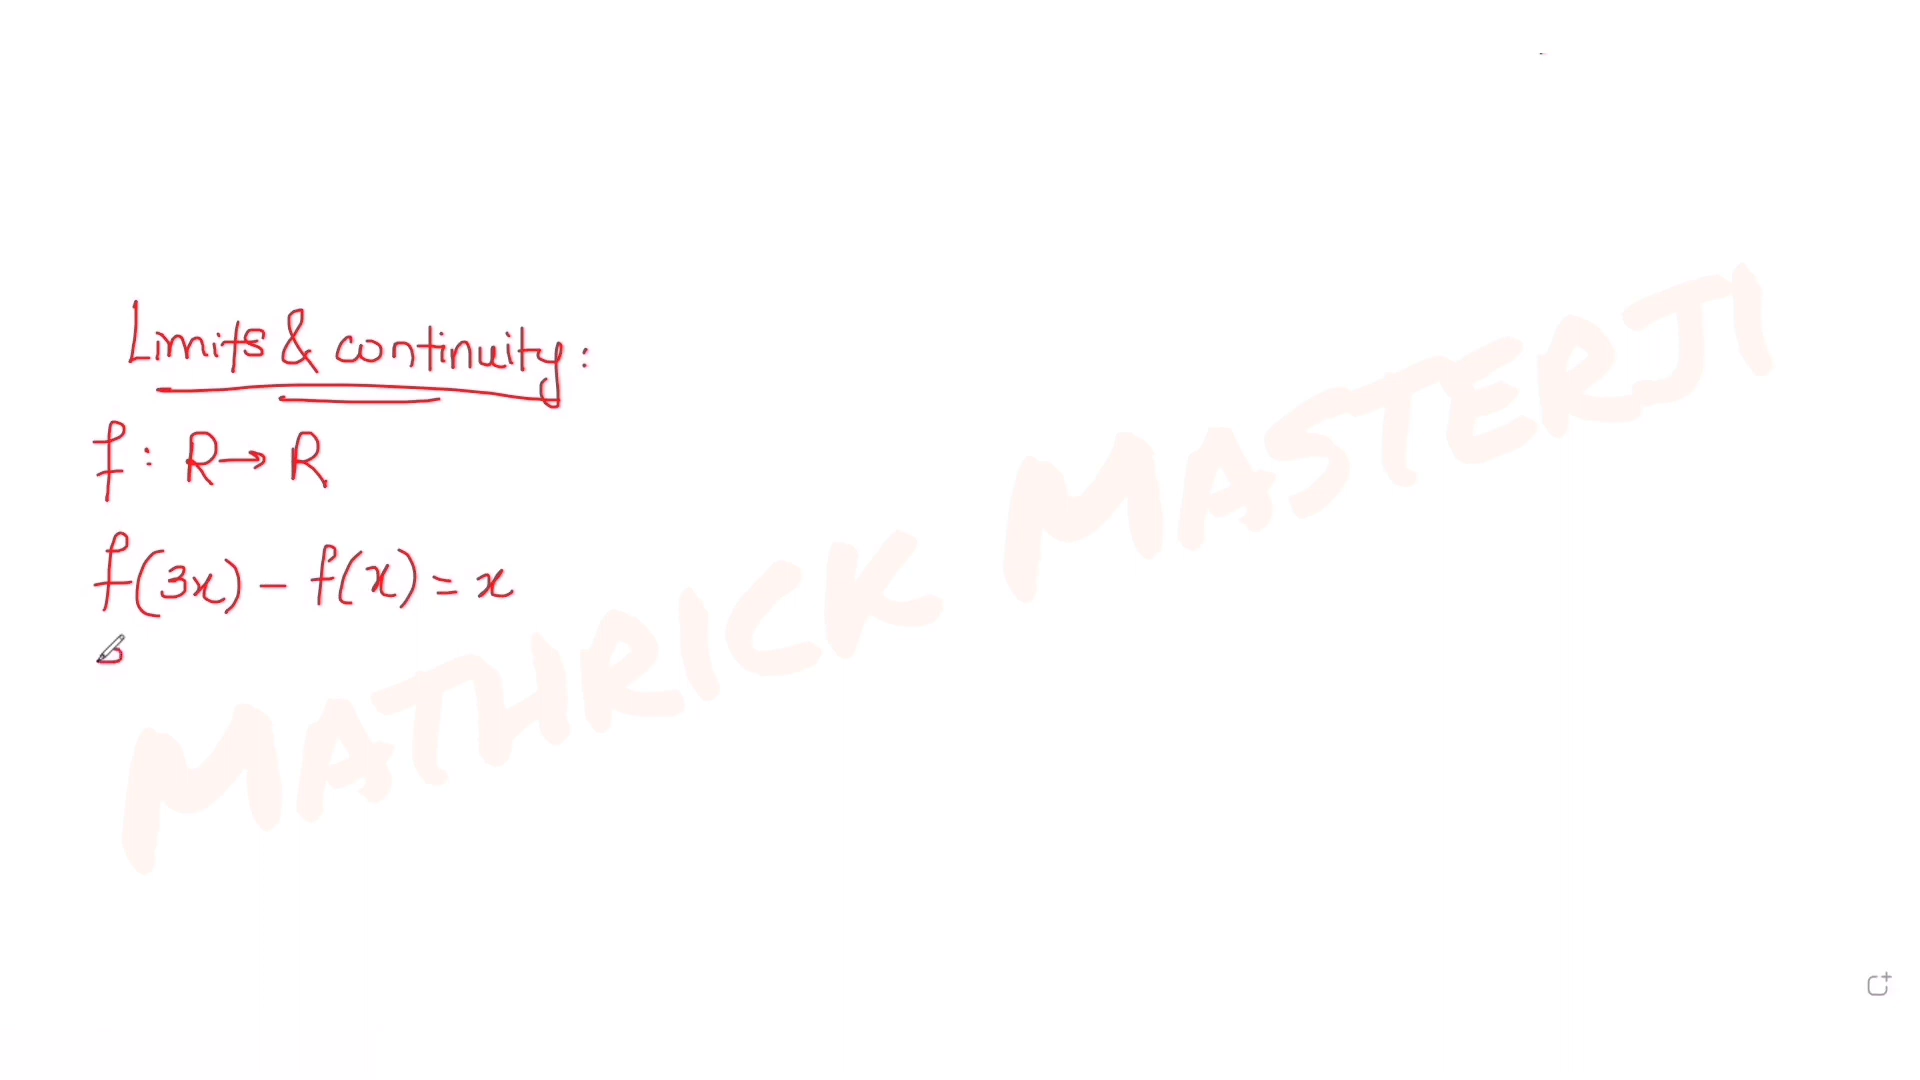 Limits & continuity:
f: R→R
f(3x) - f(x) = x
MATHRICK MASTERJI